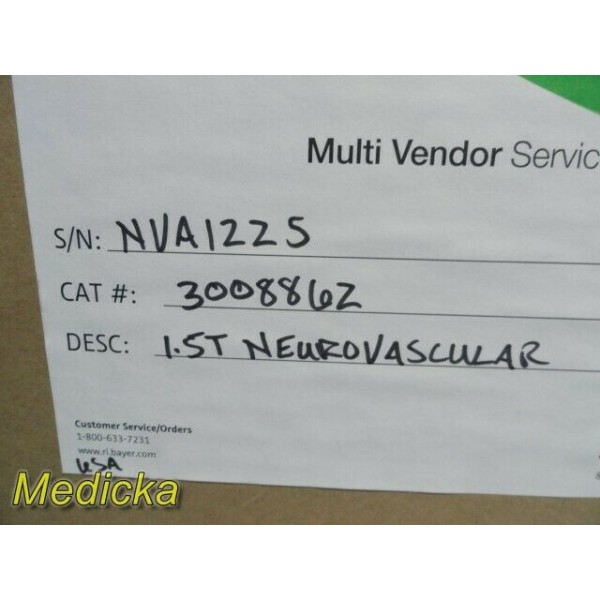 Multi Vendor Servic
S/N: NVA1225
CAT #: 3008862
DESC: 1.5T NEUROVASCULAR
Customer Service/Orders
1-800-633-7231
www.ri.bayer.com
USA
Medicka